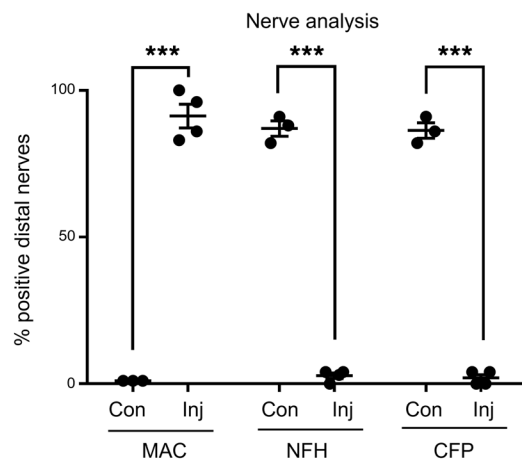 Nerve analysis
*** *** ***
% positive distal nerves
100
50
0
Con Inj Con Inj Con Inj
MAC NFH CFP